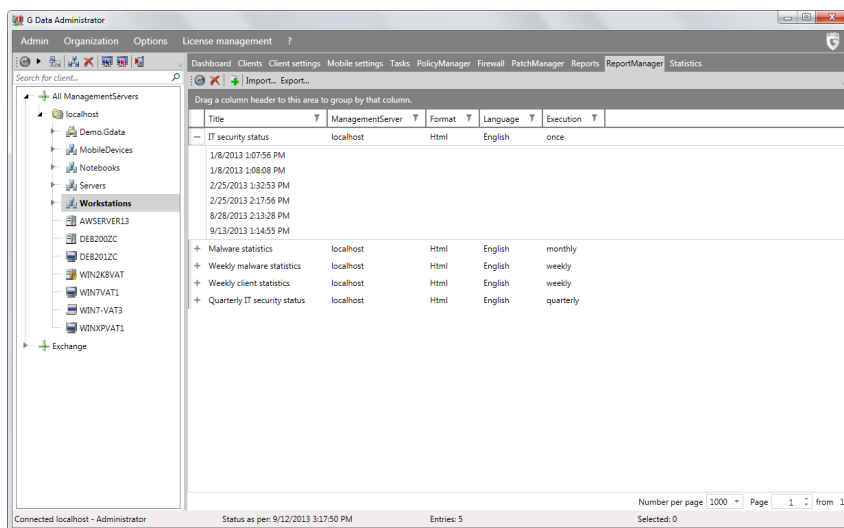 G Data Administrator
Admin Organization Options License management ?
Dashboard Clients Client settings Mobile settings Tasks PolicyManager Firewall PatchManager Reports ReportManager Statistics
Search for client...
Import... Export...
Drag a column header to this area to group by that column.
Title ManagementServer Format Language Execution
IT security status localhost Html English once
1/8/2013 1:07:56 PM
1/8/2013 1:08:08 PM
2/25/2013 1:32:53 PM
2/25/2013 2:17:56 PM
8/28/2013 2:13:28 PM
9/13/2013 1:14:55 PM
Malware statistics localhost Html English monthly
Weekly malware statistics localhost Html English weekly
Weekly client statistics localhost Html English weekly
Quarterly IT security status localhost Html English quarterly
All ManagementServers
localhost
Demo.Gdata
MobileDevices
Notebooks
Servers
Workstations
AWSERVER13
DEB200ZC
DEB201ZC
WIN2K8VAT
WIN7VAT1
WIN7-VAT3
WINXPVAT1
Exchange
Number per page 1000 Page 1 from 1
Connected localhost - Administrator Status as per: 9/12/2013 3:17:50 PM Entries: 5 Selected: 0